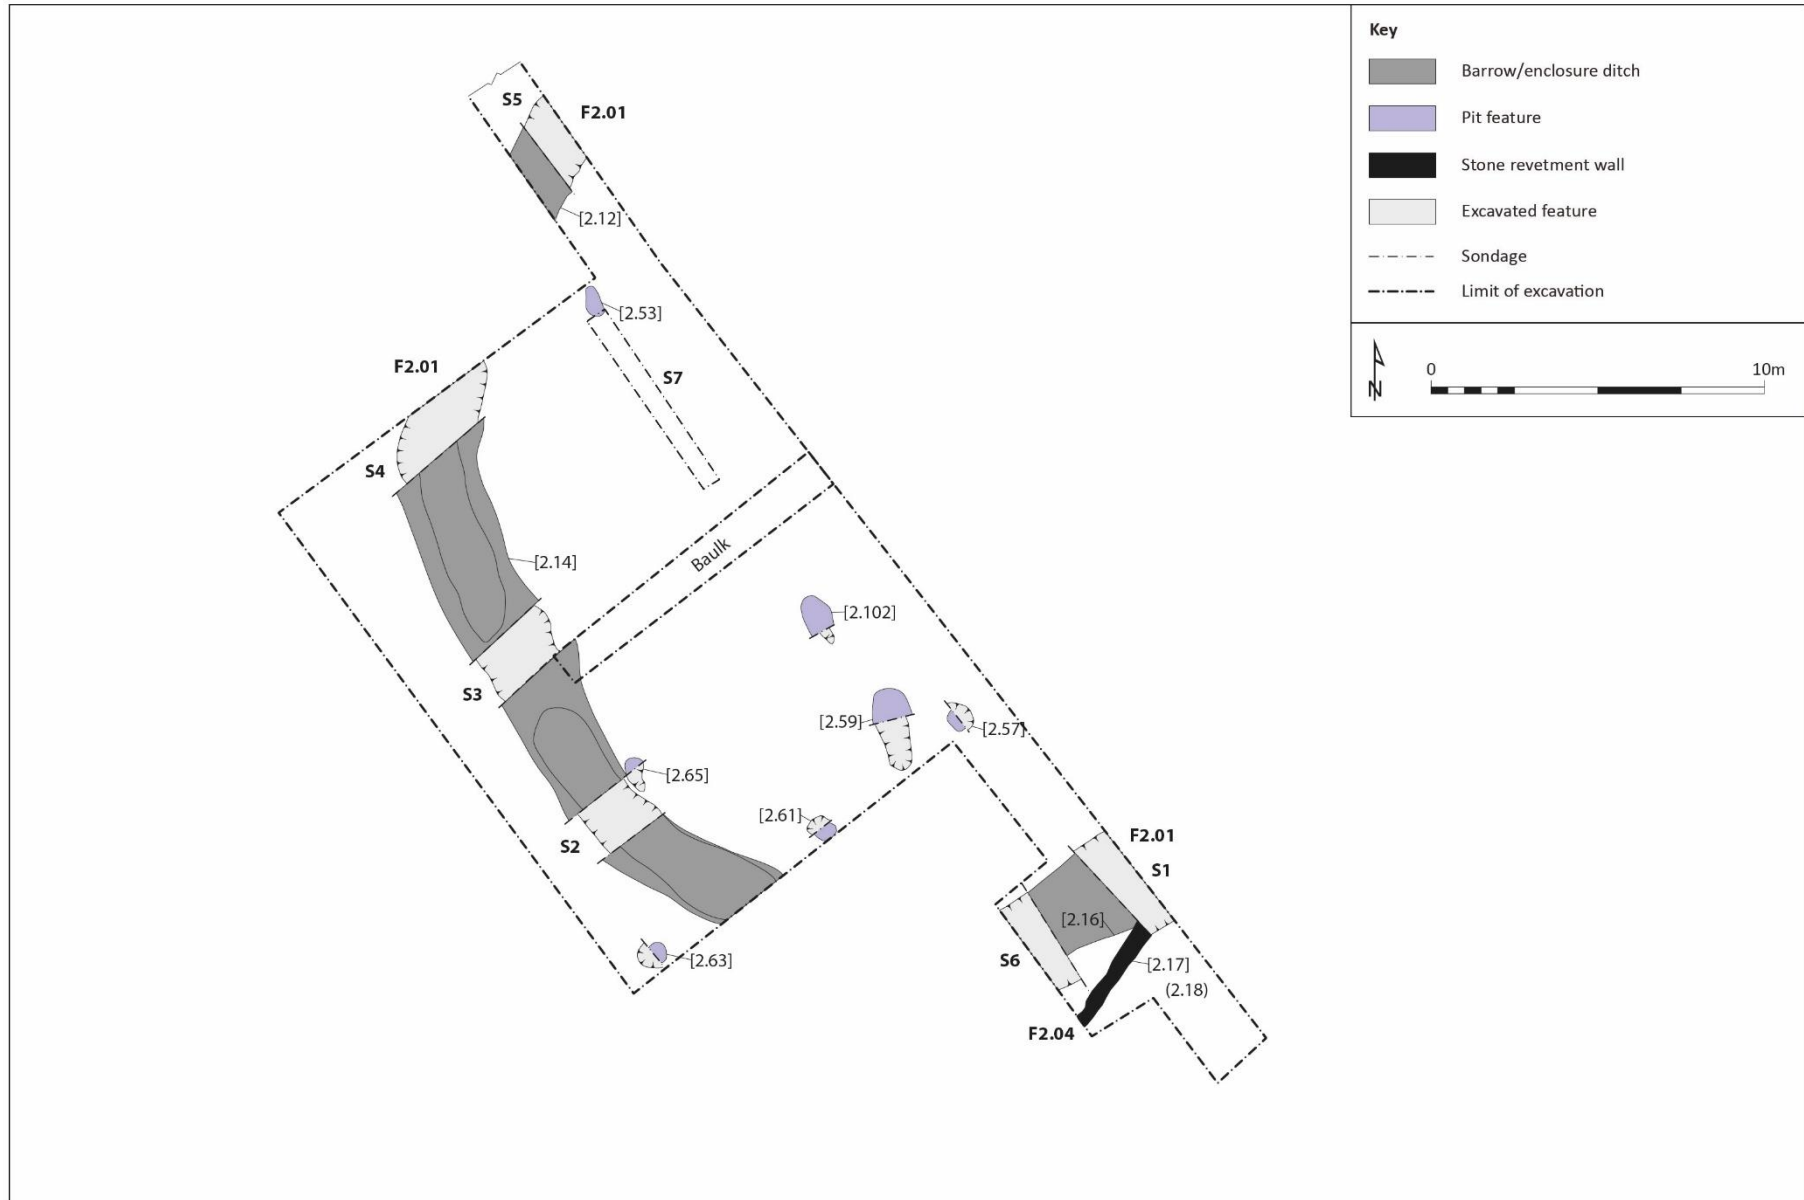 Key
Barrow/enclosure ditch
Pit feature
Stone revetment wall
Excavated feature
Sondage
Limit of excavation
N
0 10m
S5
F2.01
[2.12]
[2.53]
F2.01
S7
S4
[2.14]
Baulk
[2.102]
S3
[2.59]
[2.57]
[2.65]
[2.61]
S2
F2.01
S1
[2.16]
S6
[2.63]
[2.17]
(2.18)
F2.04